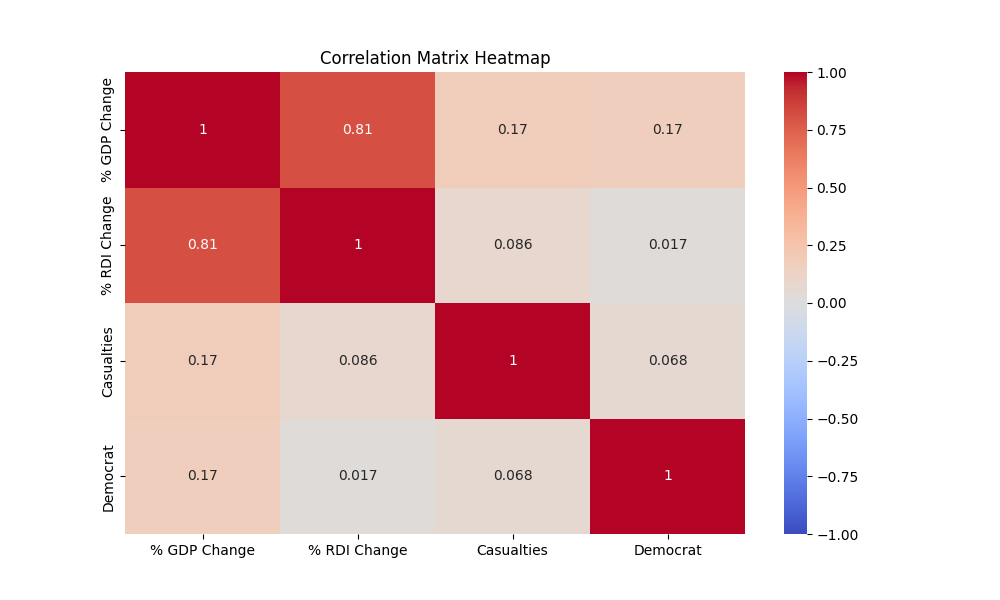 Correlation Matrix Heatmap
% GDP Change
1
0.81
0.17
0.17
% RDI Change
0.81
1
0.086
0.017
Casualties
0.17
0.086
1
0.068
Democrat
0.17
0.017
0.068
1
% GDP Change
% RDI Change
Casualties
Democrat
1.00
0.75
0.50
0.25
0.00
−0.25
−0.50
−0.75
−1.00